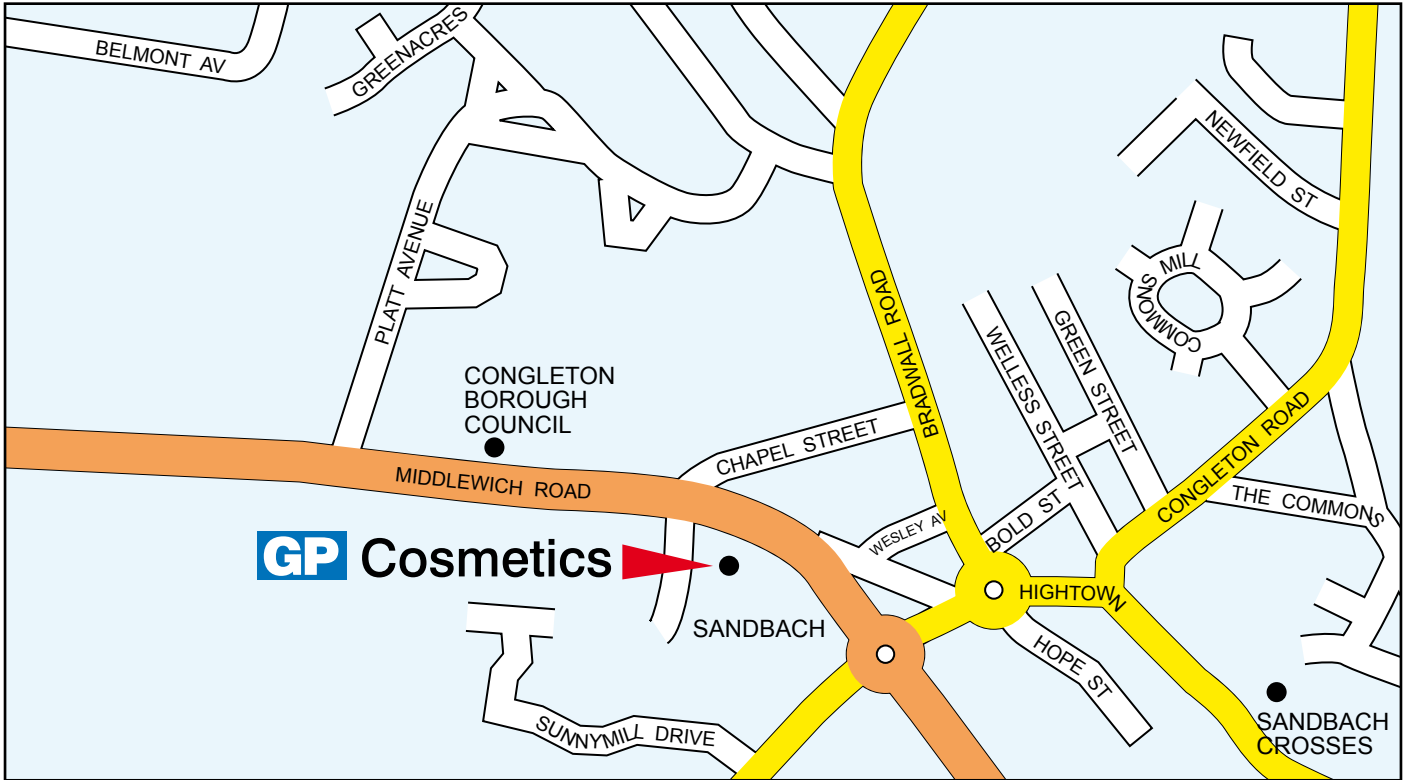 BELMONT AV
GREENACRES
NEWFIELD ST
PLATT AVENUE
COMMONS MILL
BRADWALL ROAD
WELLESS STREET
GREEN STREET
CONGLETON
BOROUGH
COUNCIL
CHAPEL STREET
CONGLETON ROAD
MIDDLEWICH ROAD
THE COMMONS
WESLEY AV
BOLD ST
GP Cosmetics
HIGHTOWN
SANDBACH
HOPE ST
SUNNYMILL DRIVE
SANDBACH
CROSSES